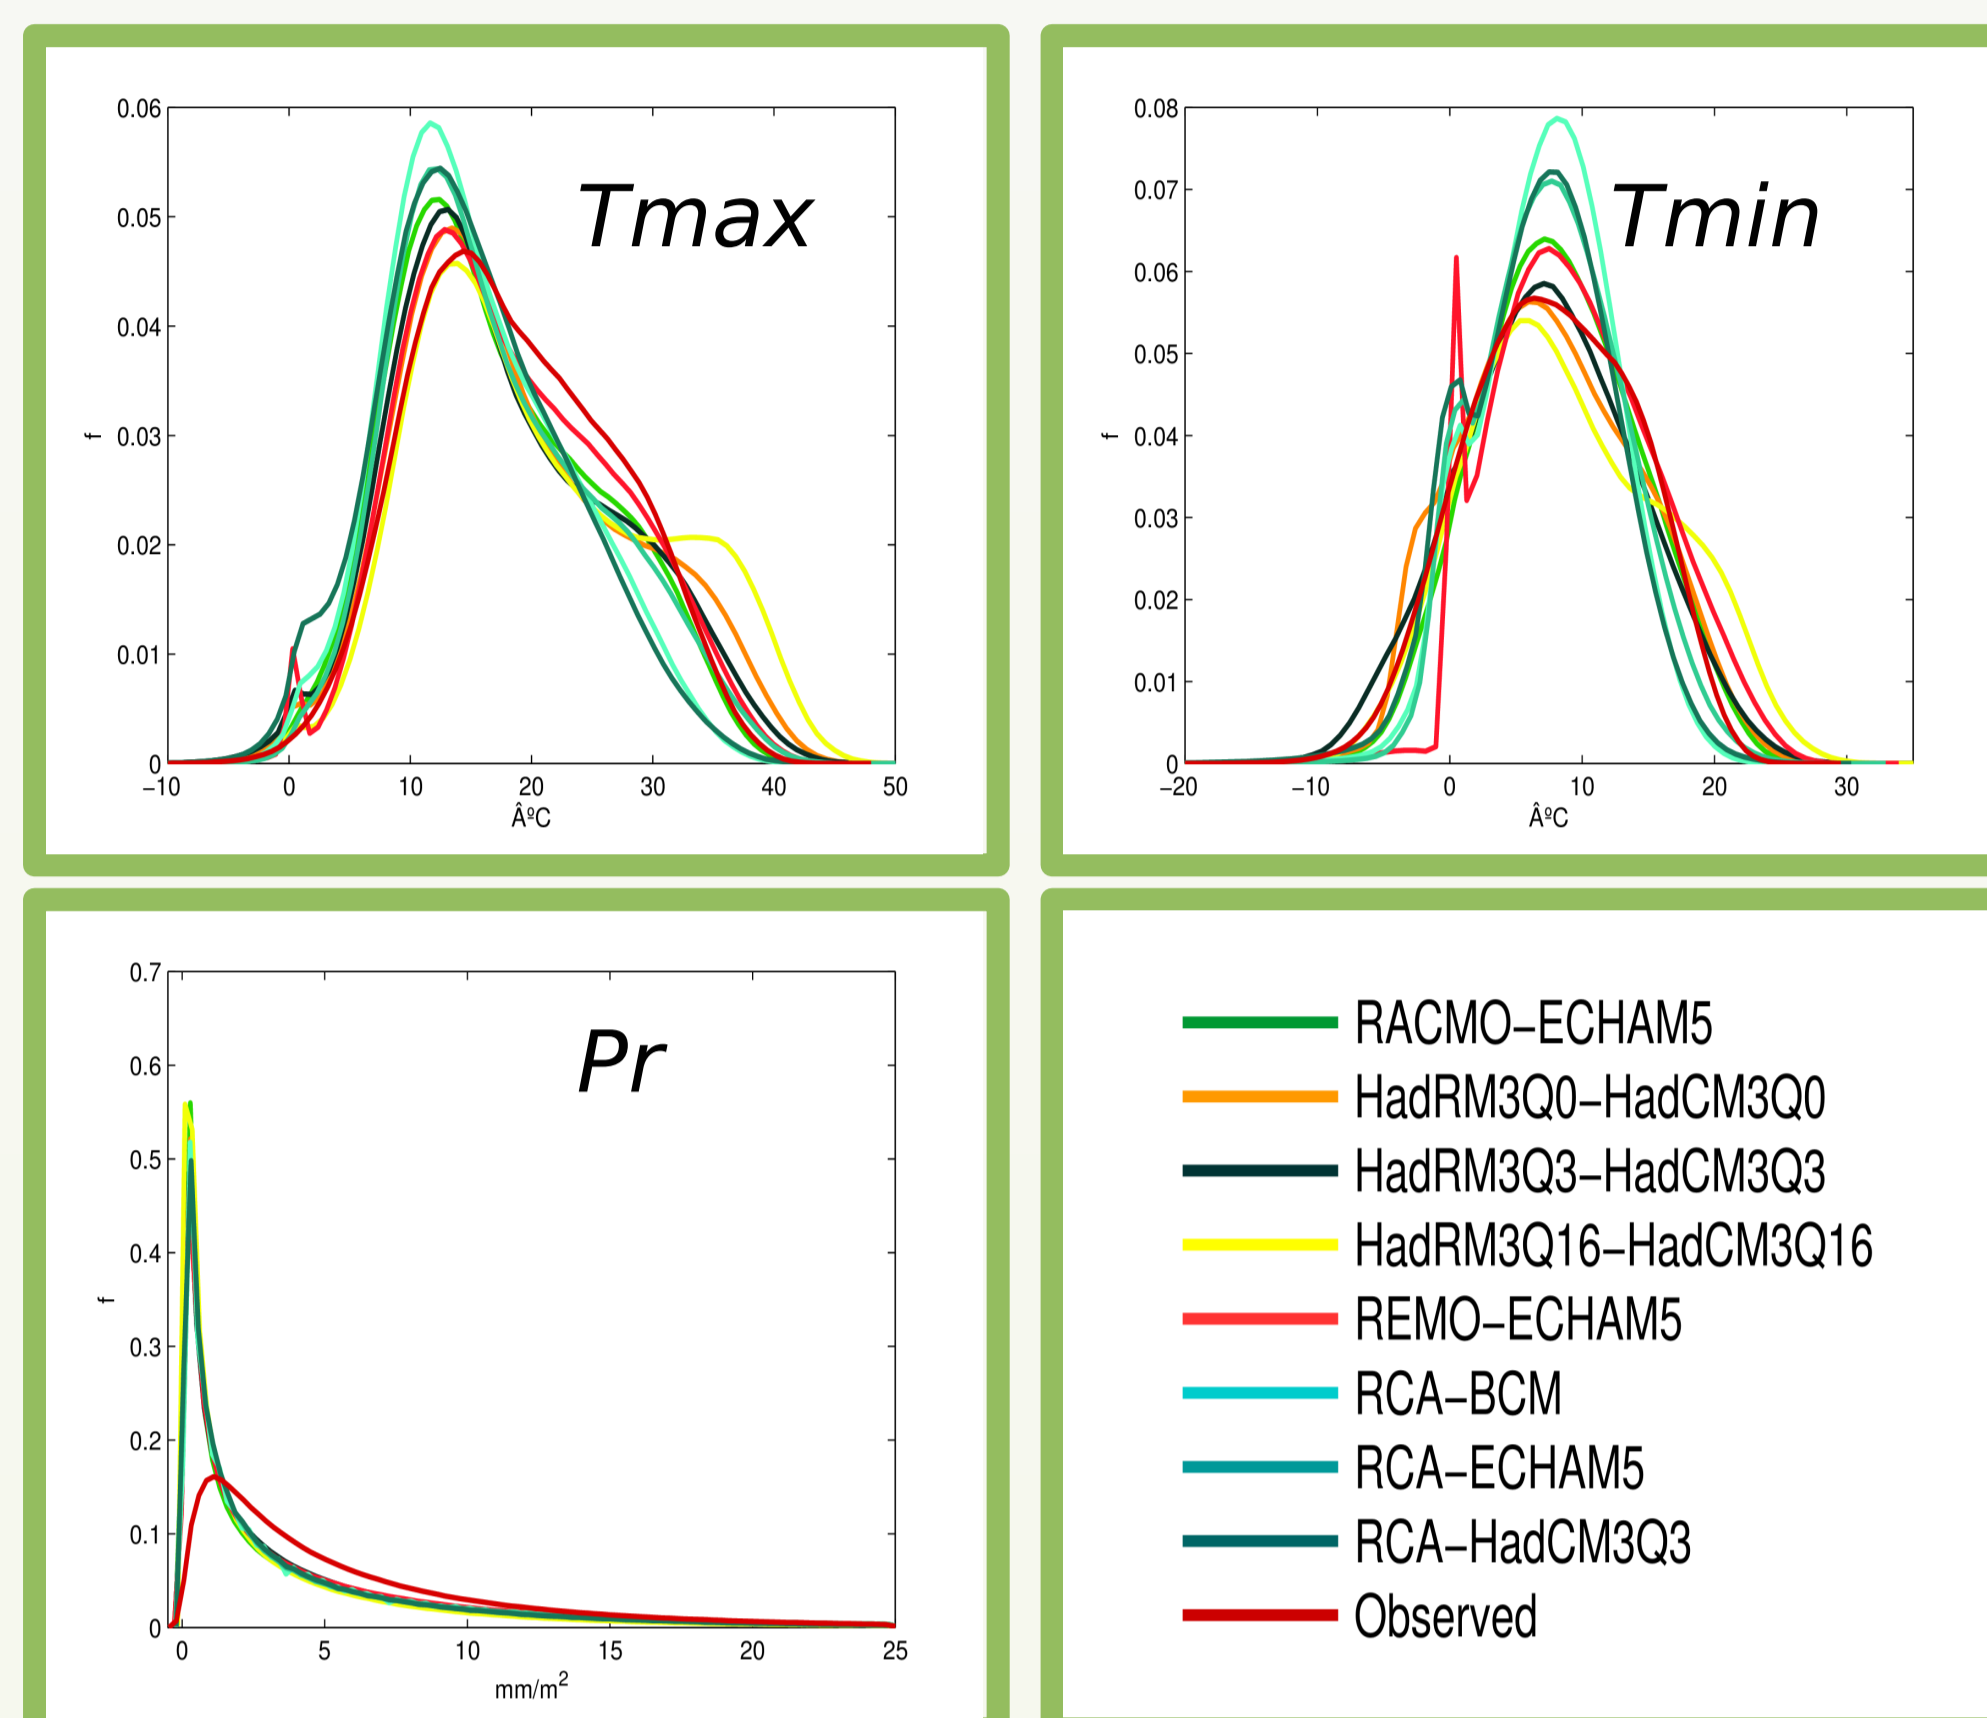 Tmax
0.06
0.05
0.04
0.03
0.02
0.01
0
f
−10 0 10 20 30 40 50
ÂºC
Tmin
0.08
0.07
0.06
0.05
0.04
0.03
0.02
0.01
0
f
−20 −10 0 10 20 30
ÂºC
Pr
0.7
0.6
0.5
0.4
0.3
0.2
0.1
0
f
0 5 10 15 20 25
mm/m²
RACMO−ECHAM5
HadRM3Q0−HadCM3Q0
HadRM3Q3−HadCM3Q3
HadRM3Q16−HadCM3Q16
REMO−ECHAM5
RCA−BCM
RCA−ECHAM5
RCA−HadCM3Q3
Observed